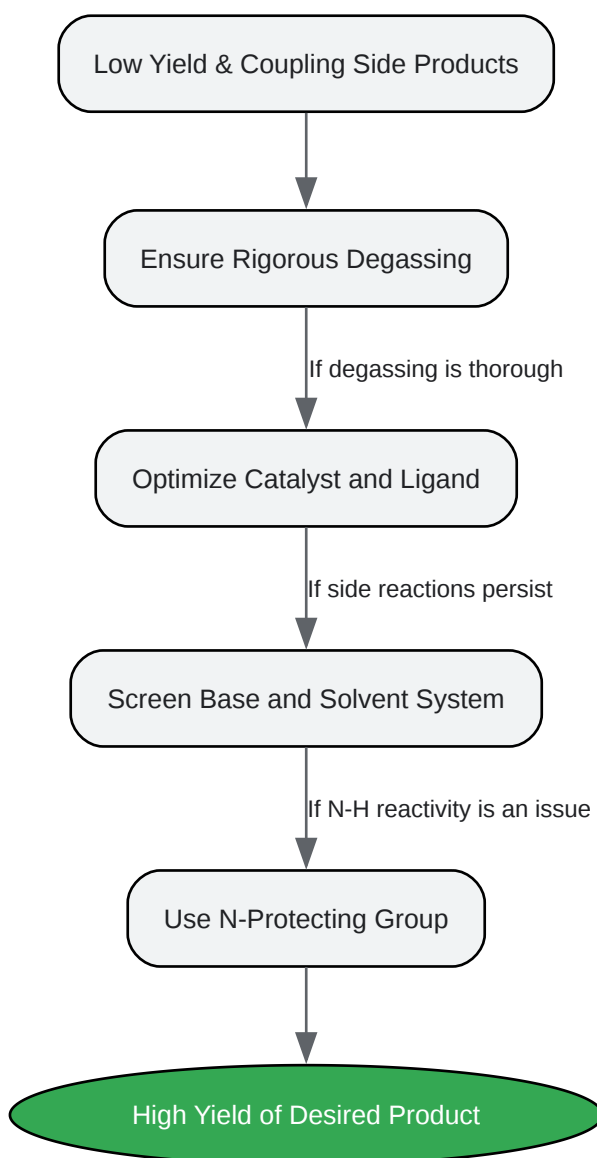 Low Yield & Coupling Side Products
Ensure Rigorous Degassing
If degassing is thorough
Optimize Catalyst and Ligand
If side reactions persist
Screen Base and Solvent System
If N-H reactivity is an issue
Use N-Protecting Group
High Yield of Desired Product